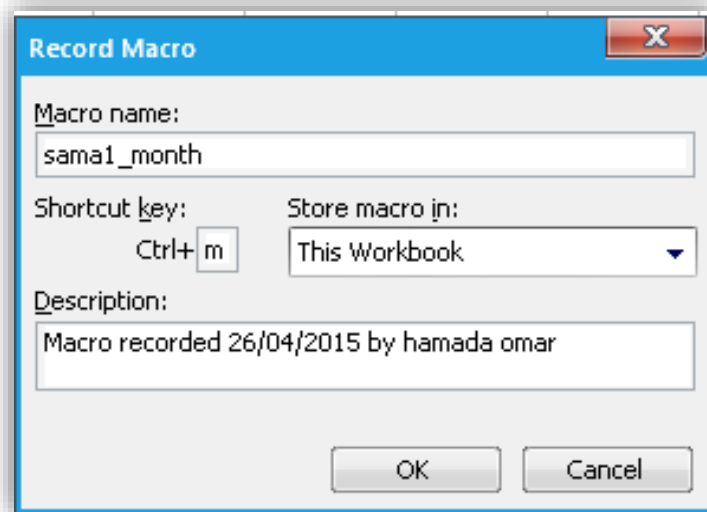 Record Macro
Macro name:
sama1_month
Shortcut key:
Store macro in:
Ctrl+ m
This Workbook
Description:
Macro recorded 26/04/2015 by hamada omar
OK
Cancel